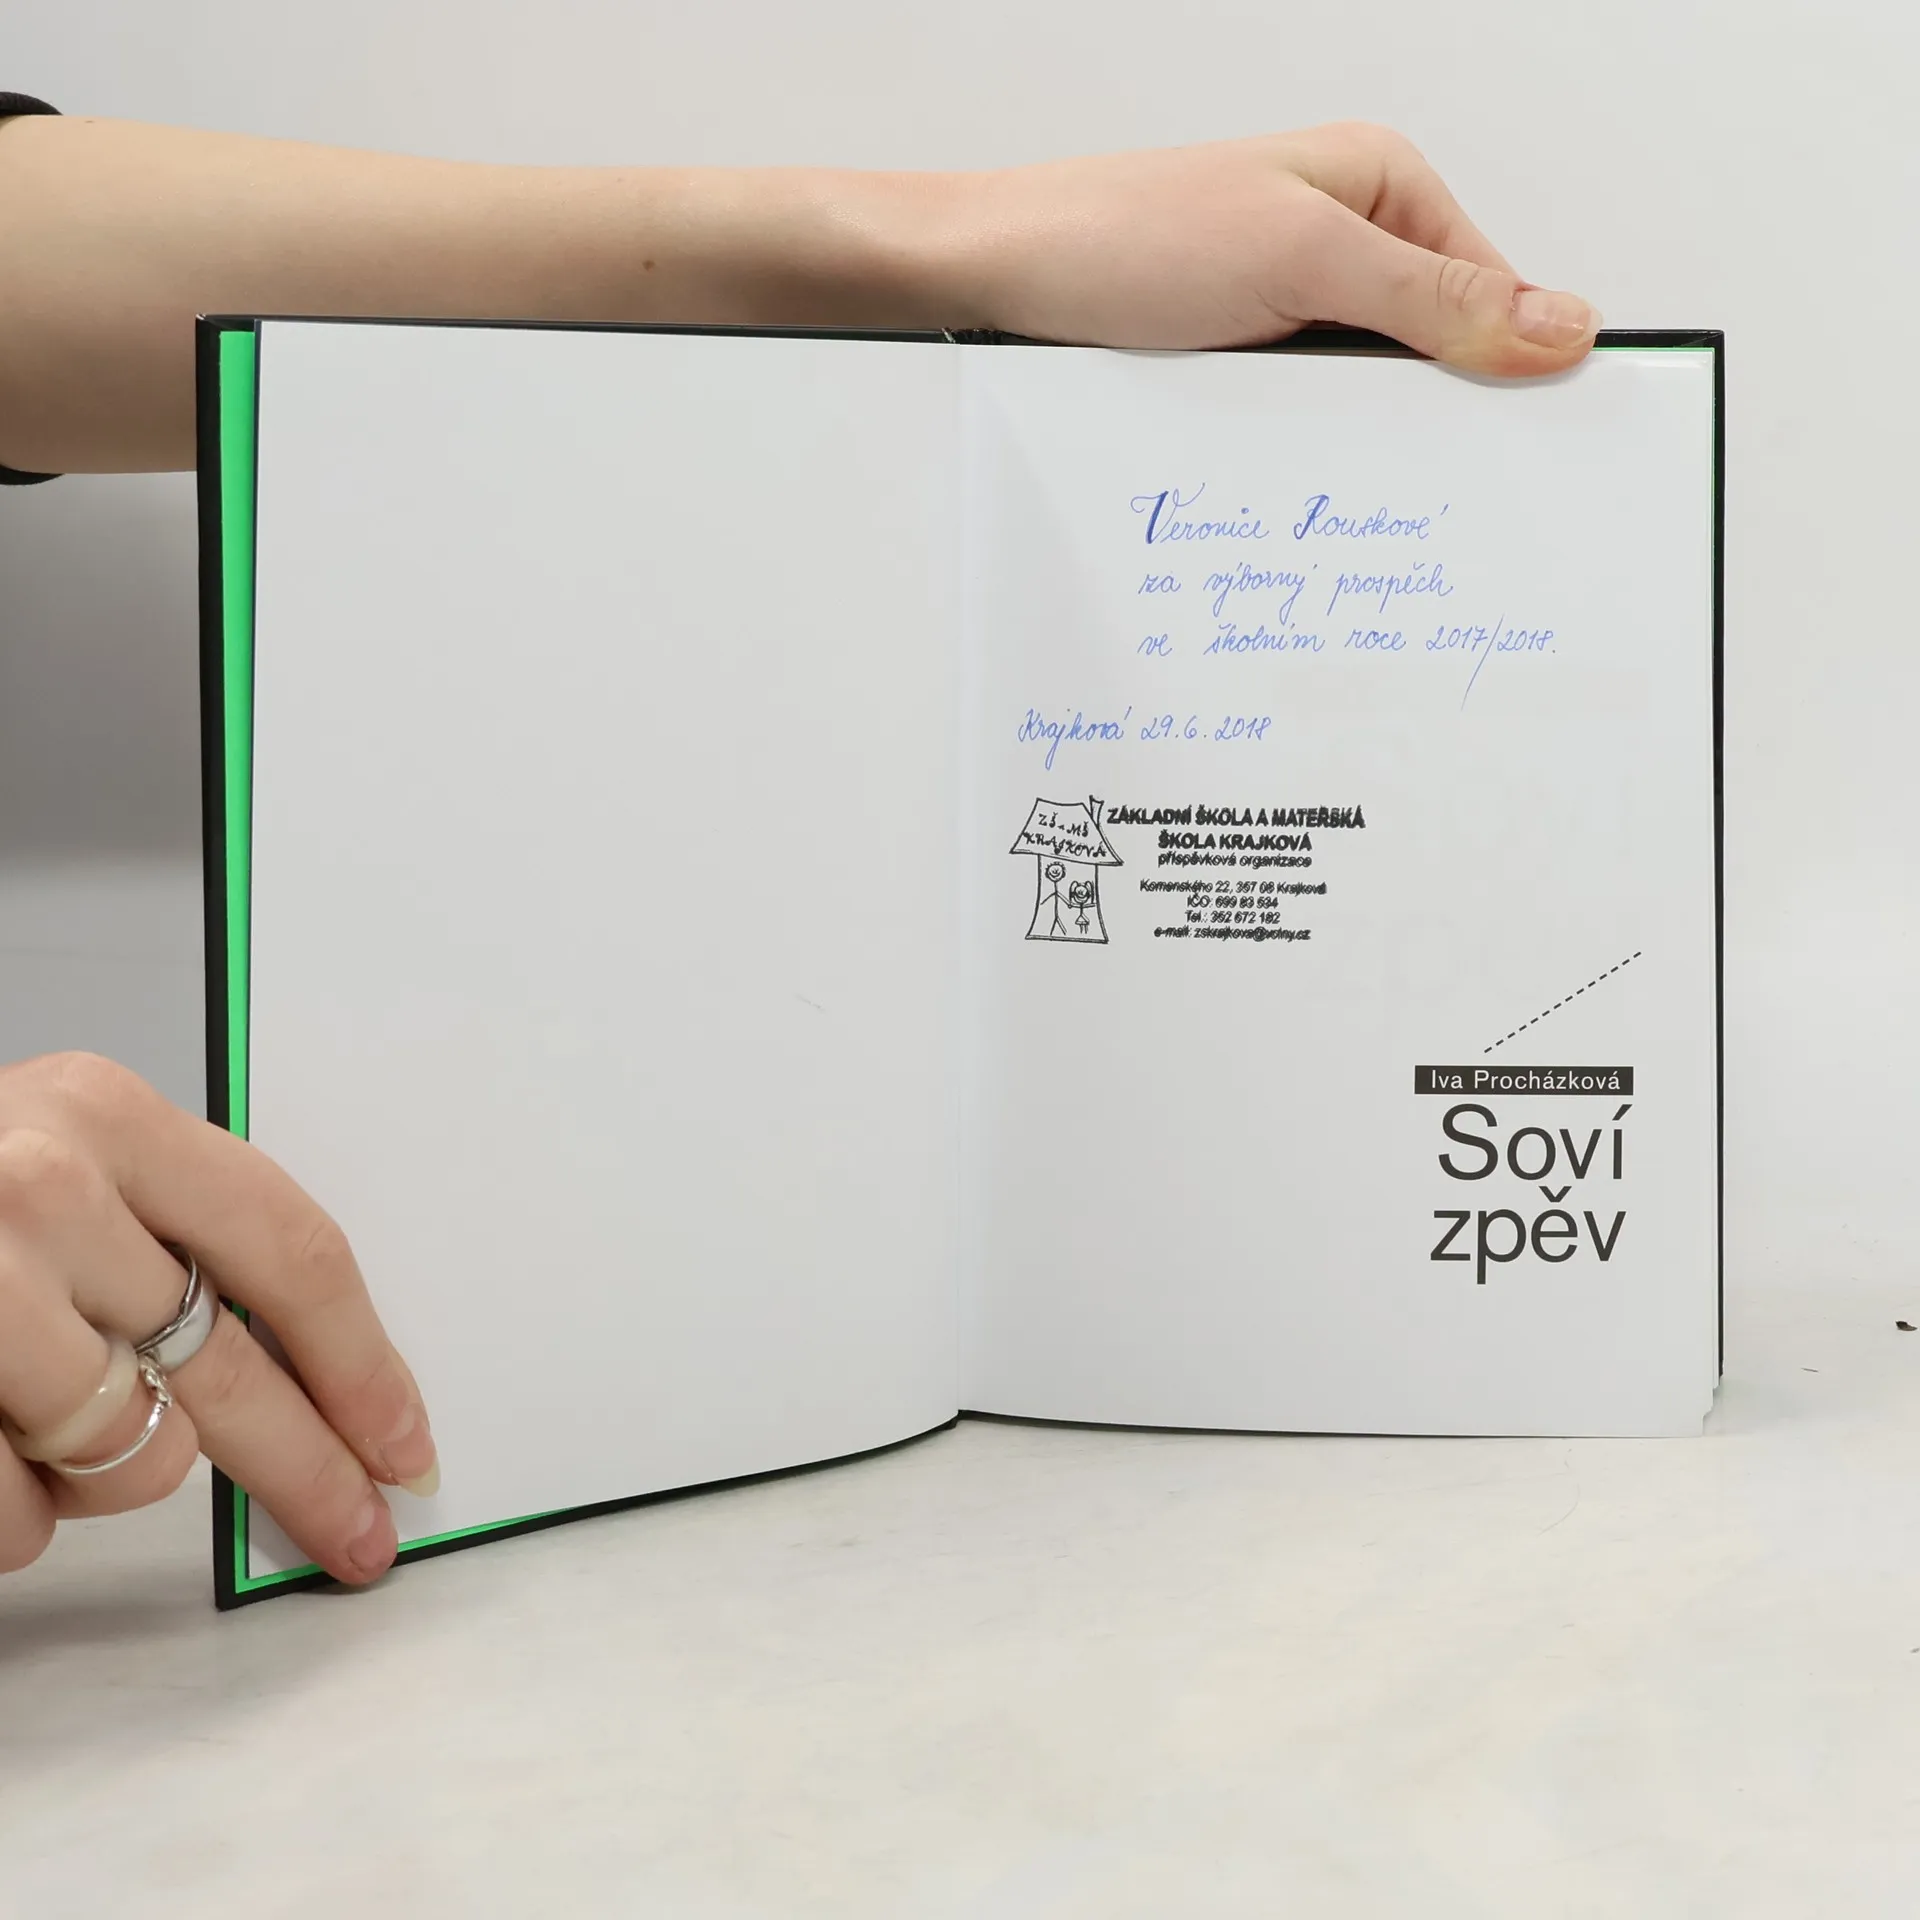 Veronice Rouskové
za výborný prospěch
ve školním roce 2017/2018.
Krajková 29.6.2018
ZŠ a MŠ
KRAJKOVÁ
ZÁKLADNÍ ŠKOLA A MATEŘSKÁ
ŠKOLA KRAJKOVÁ
příspěvková organizace
Komenského 22, 357 08 Krajková
IČO: 699 83 534
Tel.: 352 672 182
e-mail: zskrajkova@volny.cz
Iva Procházková
Soví
zpěv